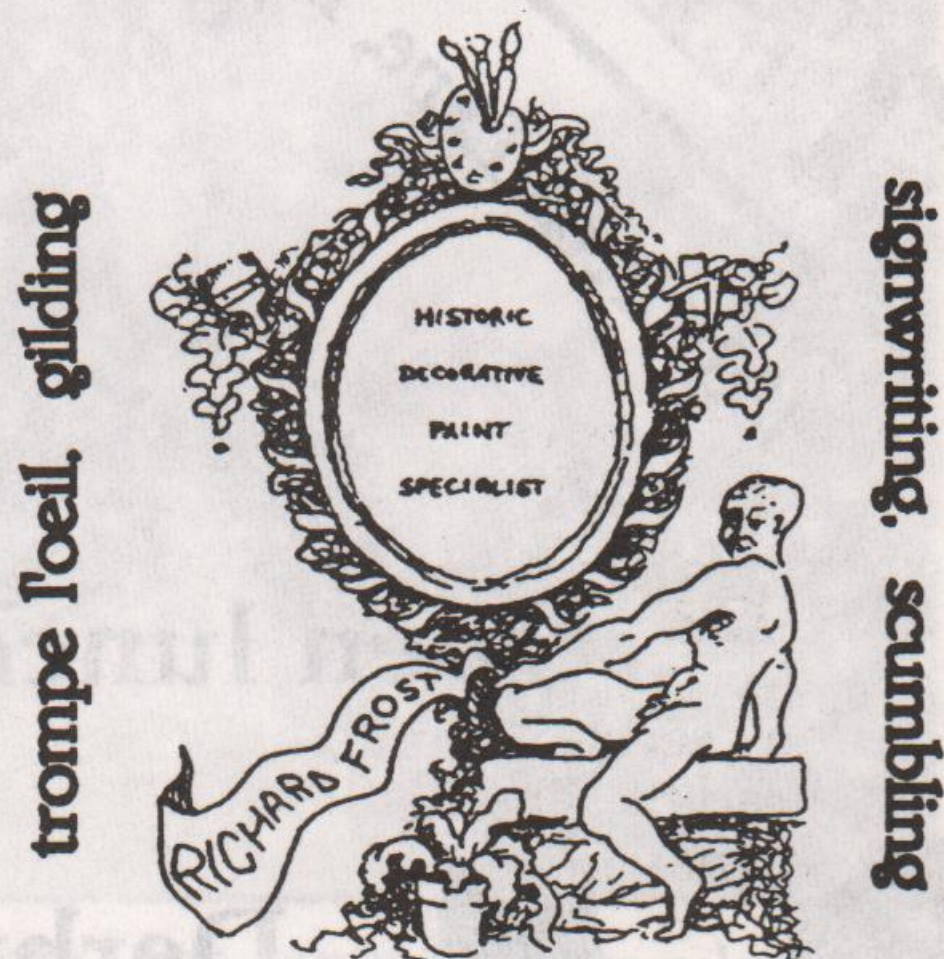 trompe l'oeil, gilding
HISTORIC
DECORATIVE
PAINT
SPECIALIST
RICHARD FROST
signwriting, scumbling